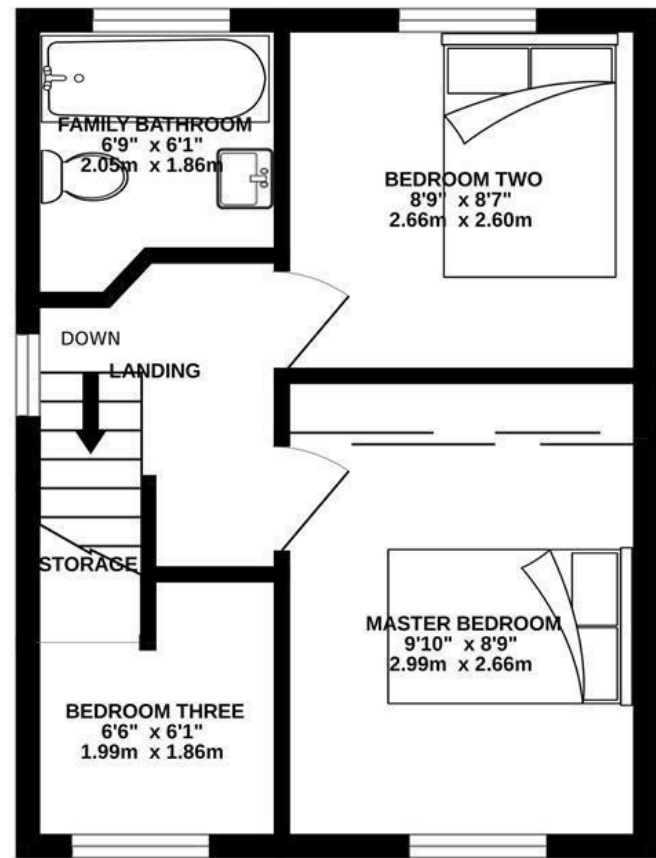 FAMILY BATHROOM
6'9" x 6'1"
2.05m x 1.86m
BEDROOM TWO
8'9" x 8'7"
2.66m x 2.60m
DOWN
LANDING
STORAGE
MASTER BEDROOM
9'10" x 8'9"
2.99m x 2.66m
BEDROOM THREE
6'6" x 6'1"
1.99m x 1.86m